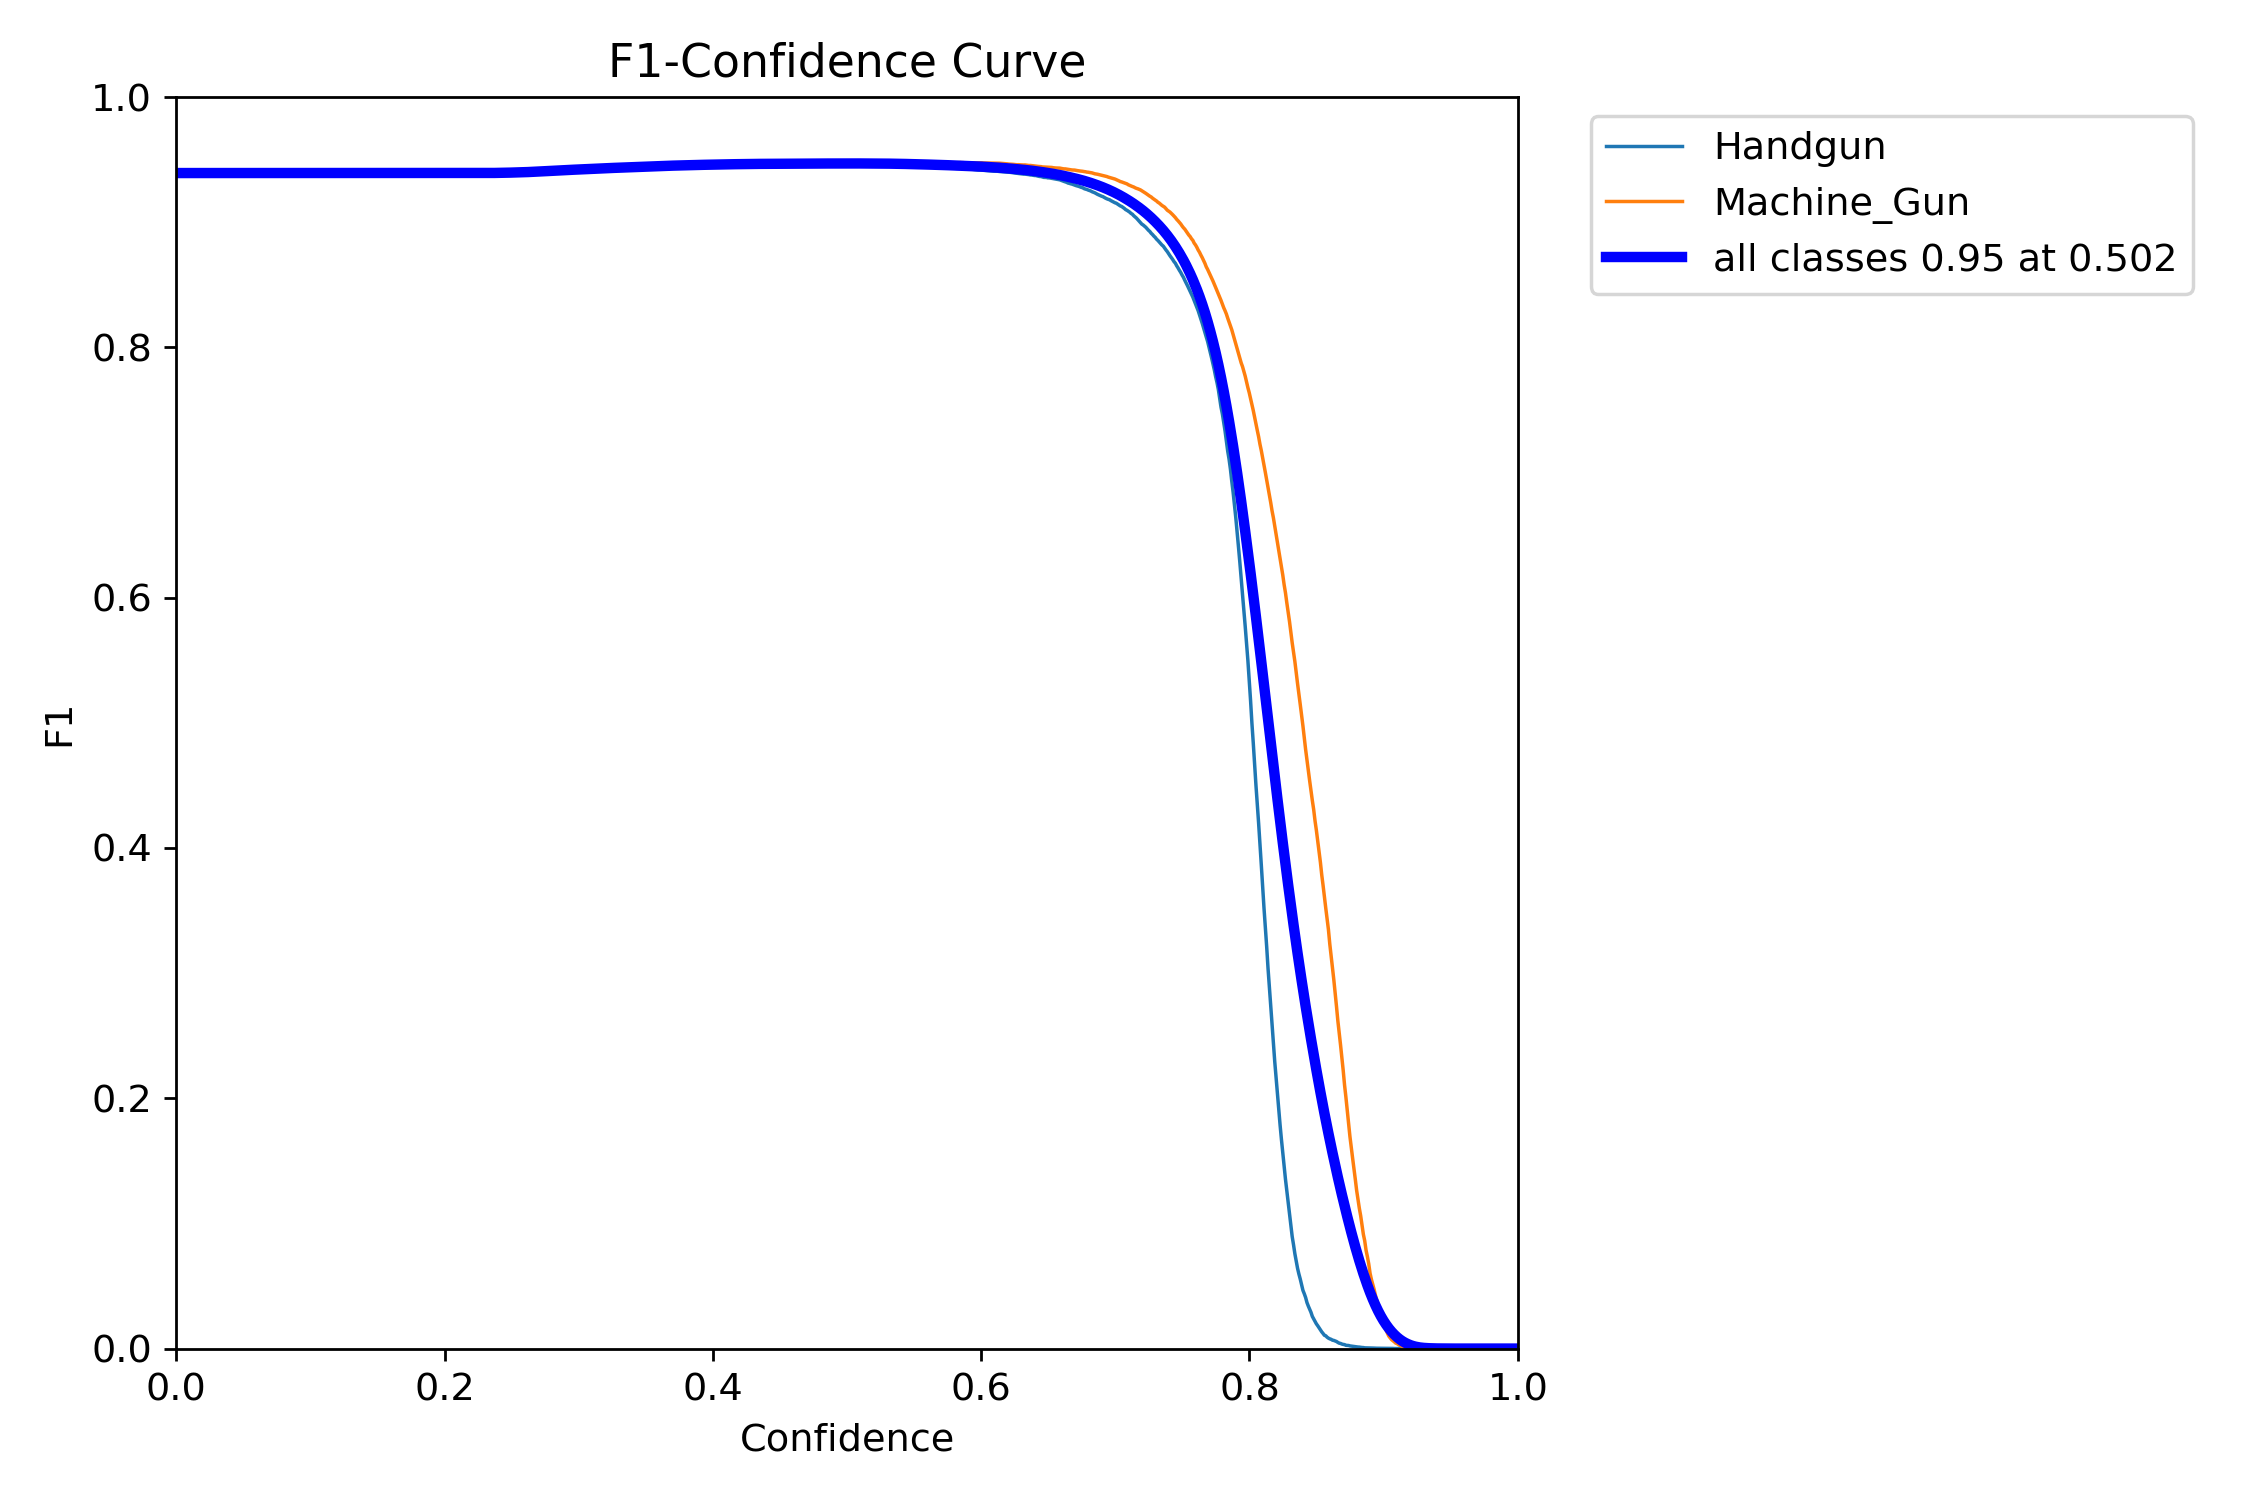 F1-Confidence Curve
1.0
0.8
0.6
0.4
0.2
0.0
F1
0.0 0.2 0.4 0.6 0.8 1.0
Confidence
Handgun
Machine_Gun
all classes 0.95 at 0.502